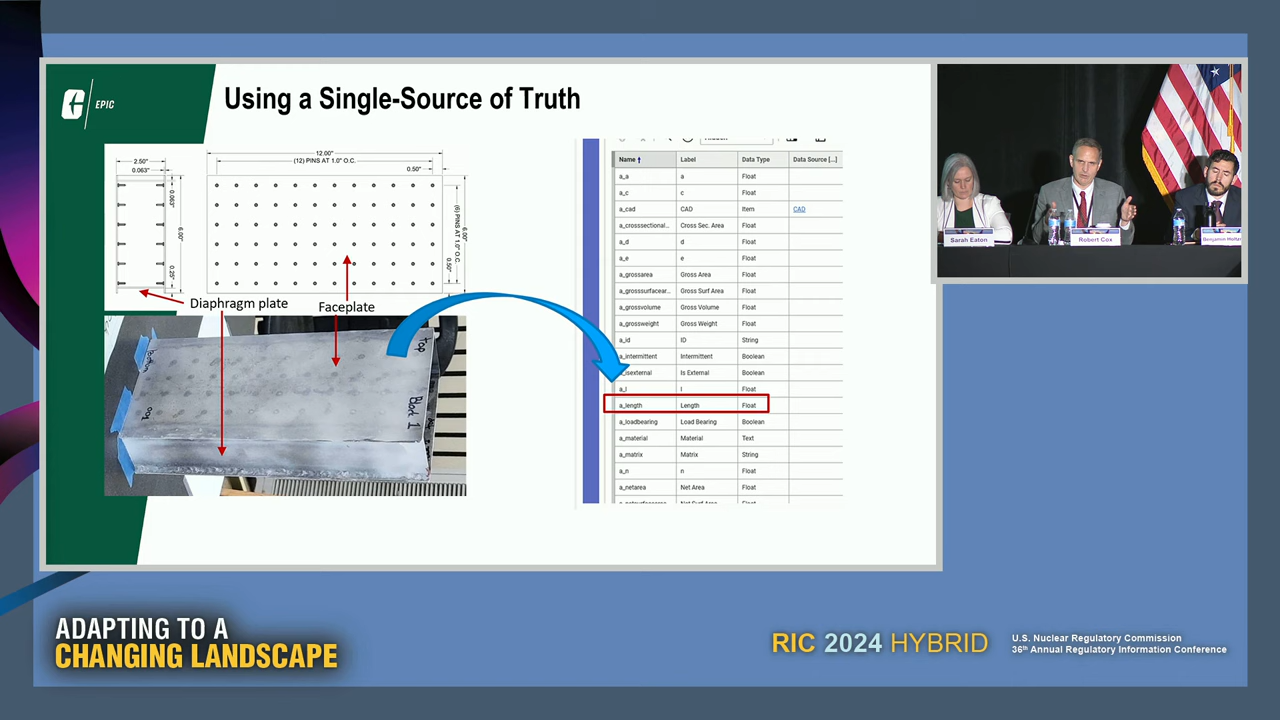 EPIC
Using a Single-Source of Truth
12.00"
(12) PINS AT 1.0" O.C.
2.50"
0.063"
0.50"
0.063"
6.00"
0.25"
(6) PINS AT 1.0" O.C.
6.00"
0.50"
Diaphragm plate
Faceplate
Top
Block 1
Name Label Data Type Data Source [...]
a_a a Float
a_c c Float
a_cad CAD Item CAD
a_crosssectional... Cross Sec. Area Float
a_d d Float
a_e e Float
a_grossarea Gross Area Float
a_grosssurfacear... Gross Surf Area Float
a_grossvolume Gross Volume Float
a_grossweight Gross Weight Float
a_id ID String
a_intermittent Intermittent Boolean
a_isexternal Is External Boolean
a_l l Float
a_length Length Float
a_loadbearing Load Bearing Boolean
a_material Material Text
a_matrix Matrix String
a_n n Float
a_netarea Net Area Float
Sarah Eaton
Robert Cox
Benjamin Holtz
ADAPTING TO A
CHANGING LANDSCAPE
RIC 2024 HYBRID
U.S. Nuclear Regulatory Commission
36th Annual Regulatory Information Conference